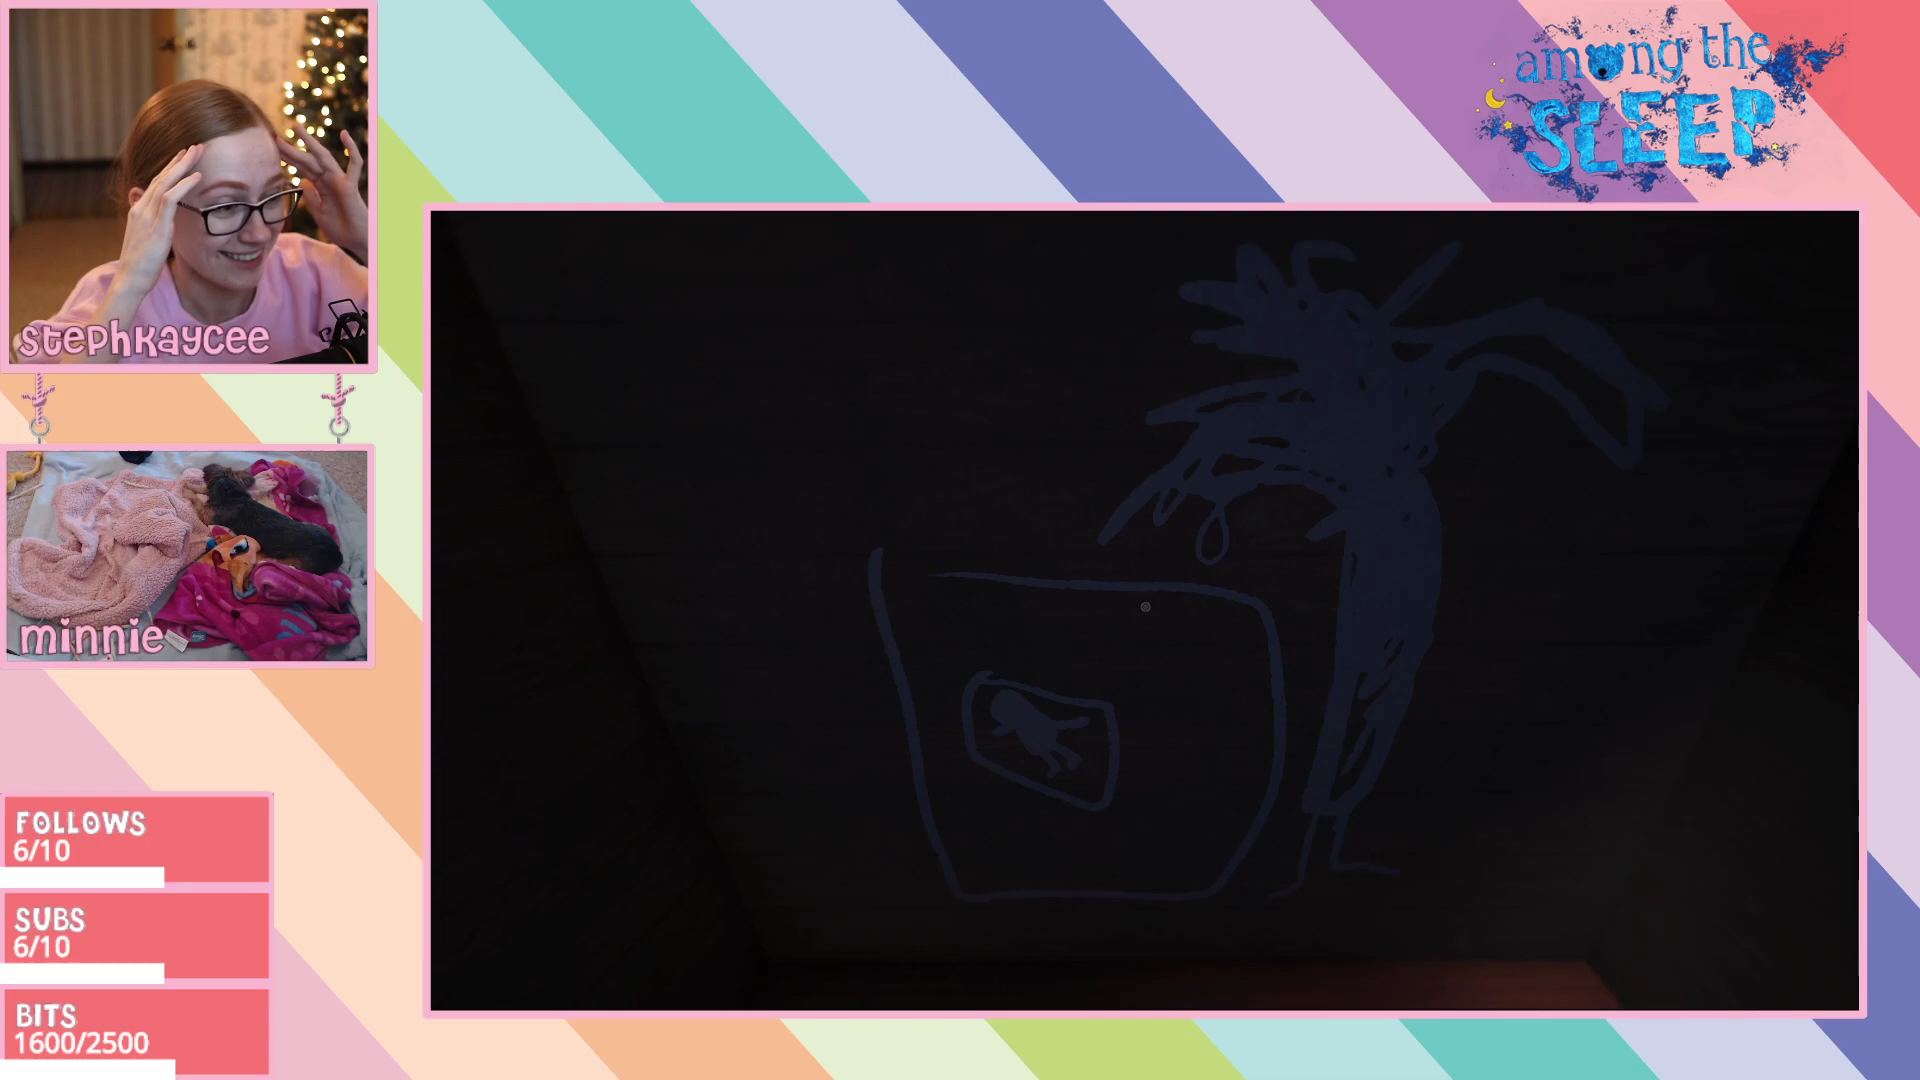 among the
SLEEP
stephkaycee
minnie
FOLLOWS
6/10
SUBS
6/10
BITS
1600/2500